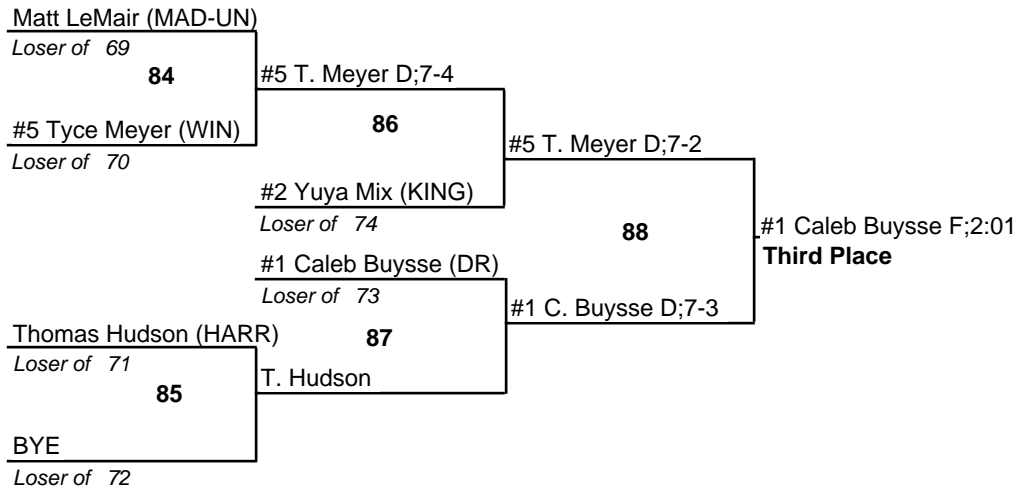 Matt LeMair (MAD-UN)
Loser of 69
84
#5 T. Meyer D;7-4
#5 Tyce Meyer (WIN)
Loser of 70
86
#5 T. Meyer D;7-2
#2 Yuya Mix (KING)
Loser of 74
88
#1 Caleb Buysse F;2:01
Third Place
#1 Caleb Buysse (DR)
Loser of 73
87
#1 C. Buysse D;7-3
Thomas Hudson (HARR)
Loser of 71
85
T. Hudson
BYE
Loser of 72